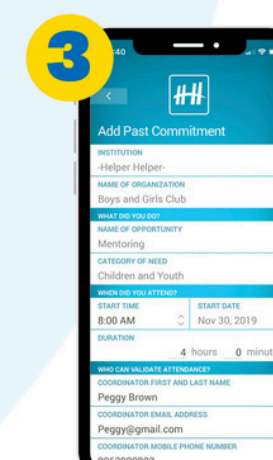 3
:40
Add Past Commitment
INSTITUTION
-Helper Helper-
NAME OF ORGANIZATION
Boys and Girls Club
WHAT DID YOU DO?
NAME OF OPPORTUNITY
Mentoring
CATEGORY OF NEED
Children and Youth
WHEN DID YOU ATTEND?
START TIME START DATE
8:00 AM Nov 30, 2019
DURATION
4 hours 0 minut
WHO CAN VALIDATE ATTENDANCE?
COORDINATOR FIRST AND LAST NAME
Peggy Brown
COORDINATOR EMAIL ADDRESS
Peggy@gmail.com
COORDINATOR MOBILE PHONE NUMBER